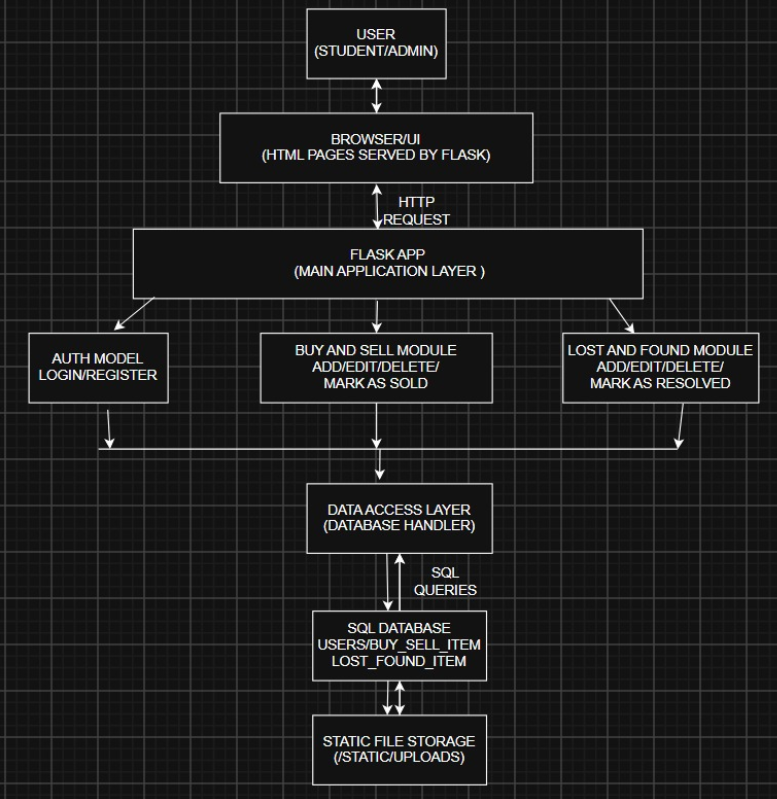 USER
(STUDENT/ADMIN)
BROWSER/UI
(HTML PAGES SERVED BY FLASK)
HTTP
REQUEST
FLASK APP
(MAIN APPLICATION LAYER )
AUTH MODEL
LOGIN/REGISTER
BUY AND SELL MODULE
ADD/EDIT/DELETE/
MARK AS SOLD
LOST AND FOUND MODULE
ADD/EDIT/DELETE/
MARK AS RESOLVED
DATA ACCESS LAYER
(DATABASE HANDLER)
SQL
QUERIES
SQL DATABASE
USERS/BUY_SELL_ITEM
LOST_FOUND_ITEM
STATIC FILE STORAGE
(/STATIC/UPLOADS)